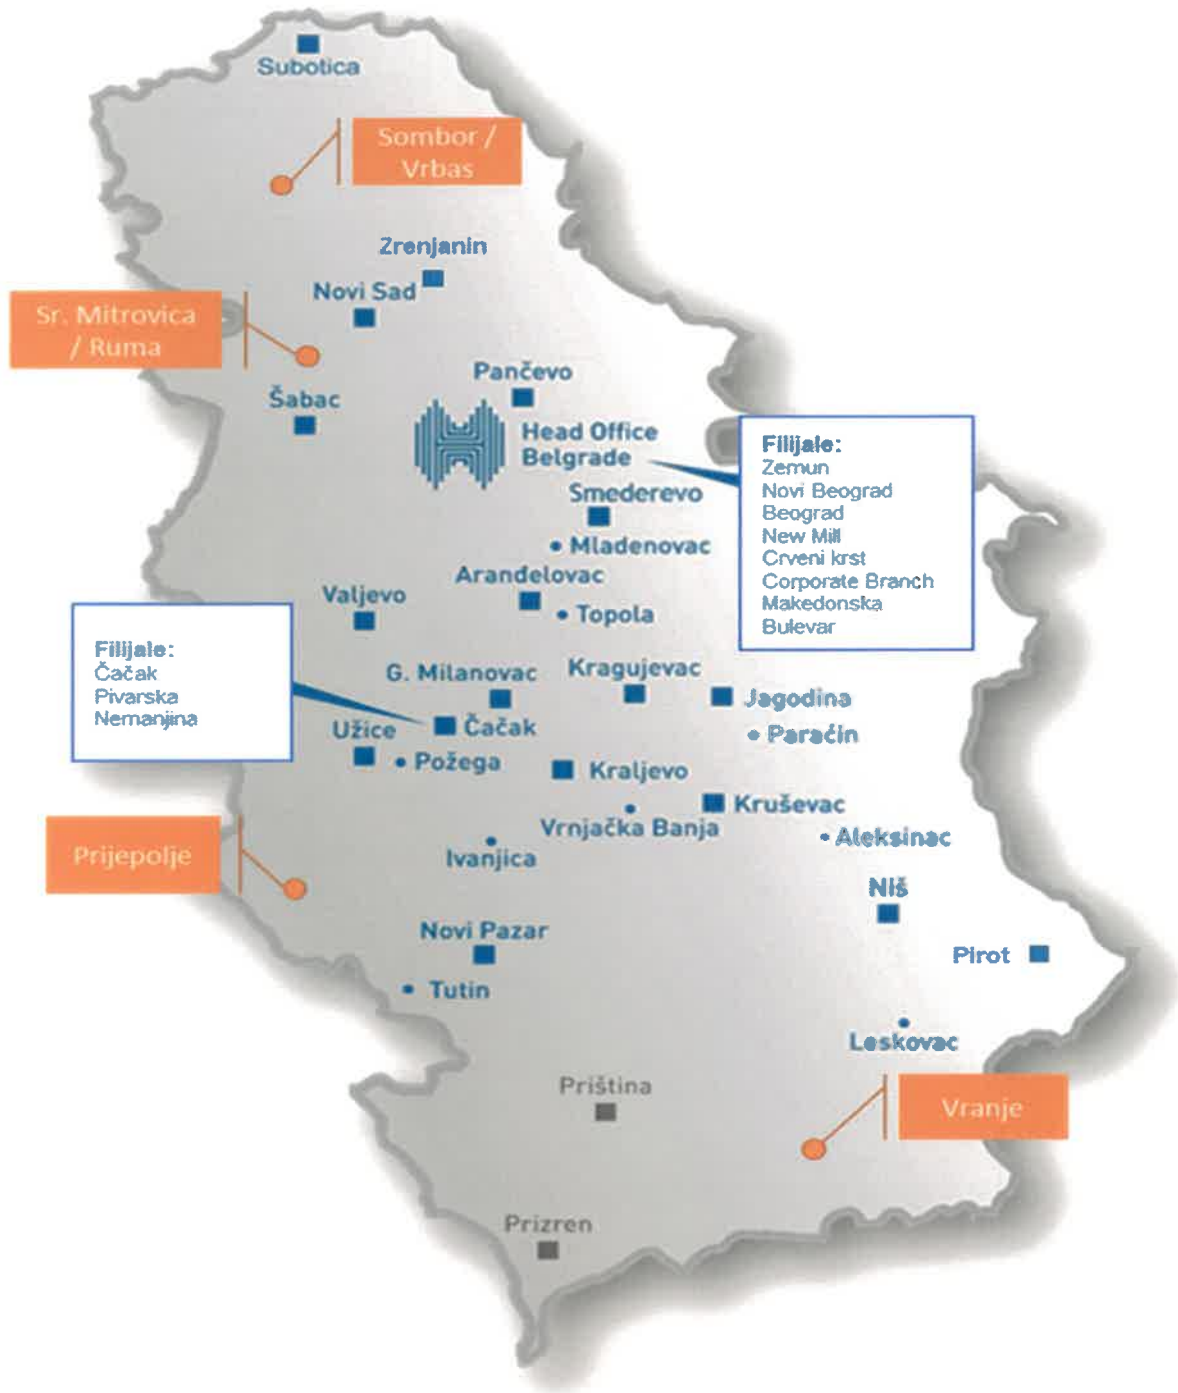 Subotica
Sombor /
Vrbas
Zrenjanin
Novi Sad
Sr. Mitrovica
/ Ruma
Pančevo
Šabac
Head Office
Belgrade
Filijale:
Zemun
Novi Beograd
Beograd
New Mill
Crveni krst
Corporate Branch
Makedonska
Bulevar
Smederevo
Mladenovac
Aranđelovac
Valjevo
Topola
Filijale:
Čačak
Pivarska
Nemanjina
G. Milanovac
Kragujevac
Jagodina
Užice
Čačak
Paraćin
Požega
Kraljevo
Kruševac
Vrnjačka Banja
Aleksinac
Ivanjica
Prijepolje
Niš
Novi Pazar
Pirot
Tutin
Leskovac
Priština
Vranje
Prizren